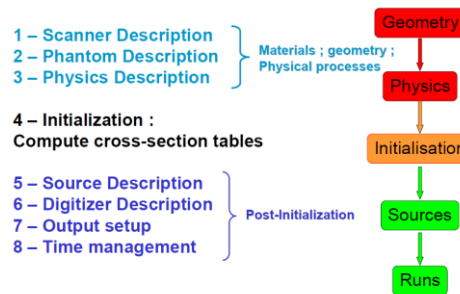 1 – Scanner Description
2 – Phantom Description
3 – Physics Description
Materials ; geometry ;
Physical processes
4 – Initialization :
Compute cross-section tables
5 – Source Description
6 – Digitizer Description
7 – Output setup
8 – Time management
Post-Initialization
Geometry
Physics
Initialisation
Sources
Runs